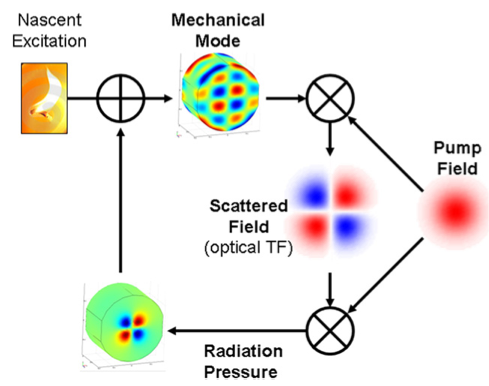 Nascent
Excitation
Mechanical
Mode
Pump
Field
Scattered
Field
(optical TF)
Radiation
Pressure